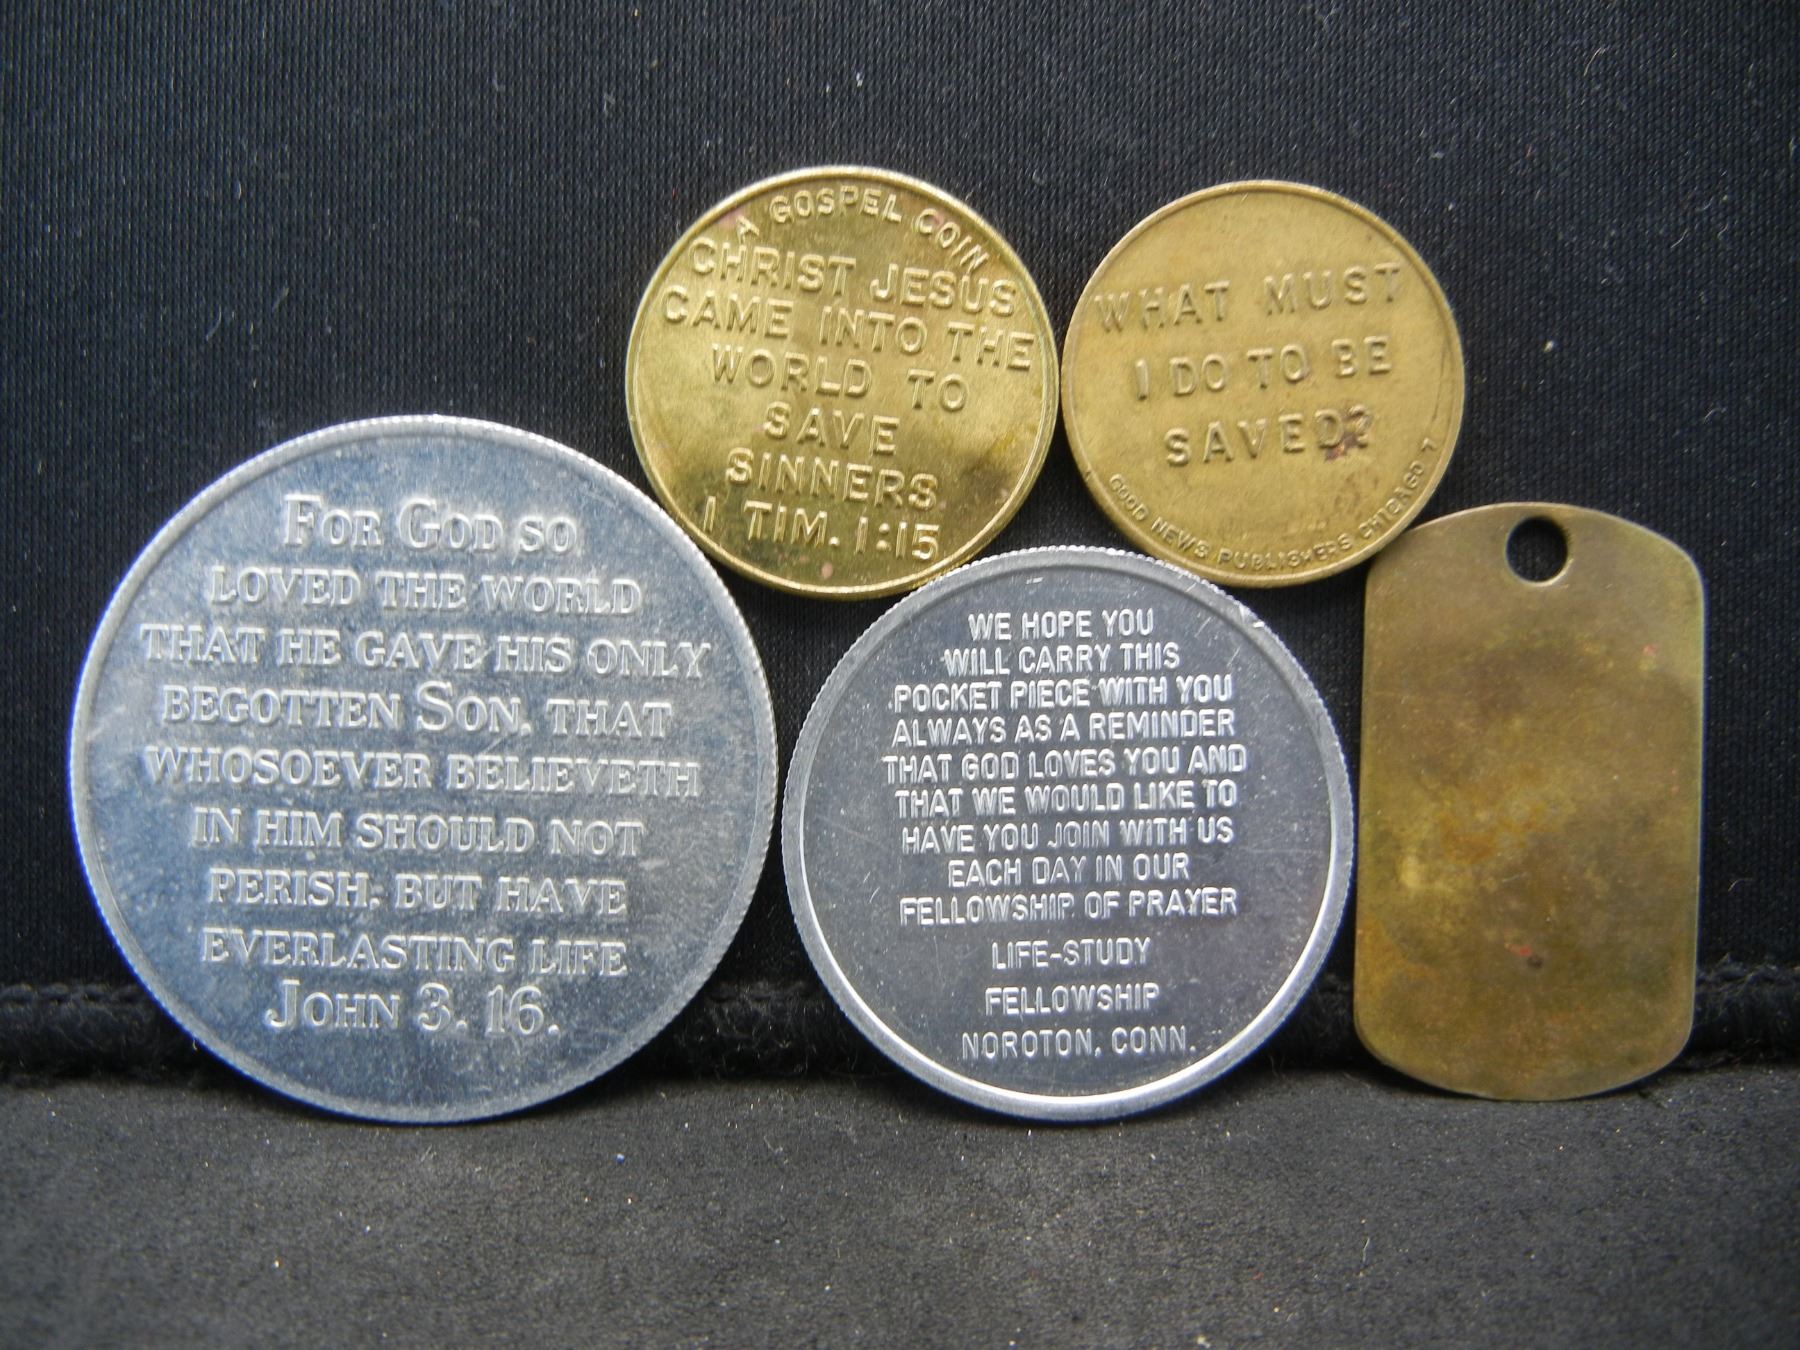 A GOSPEL COIN
CHRIST JESUS
CAME INTO THE
WORLD TO
SAVE
SINNERS
1 TIM. 1:15
WHAT MUST
I DO TO BE
SAVED?
GOOD NEWS PUBLISHERS CHICAGO 7
FOR GOD SO
LOVED THE WORLD
THAT HE GAVE HIS ONLY
BEGOTTEN SON, THAT
WHOSOEVER BELIEVETH
IN HIM SHOULD NOT
PERISH; BUT HAVE
EVERLASTING LIFE
JOHN 3. 16.
WE HOPE YOU
WILL CARRY THIS
POCKET PIECE WITH YOU
ALWAYS AS A REMINDER
THAT GOD LOVES YOU AND
THAT WE WOULD LIKE TO
HAVE YOU JOIN WITH US
EACH DAY IN OUR
FELLOWSHIP OF PRAYER
LIFE-STUDY
FELLOWSHIP
NOROTON, CONN.